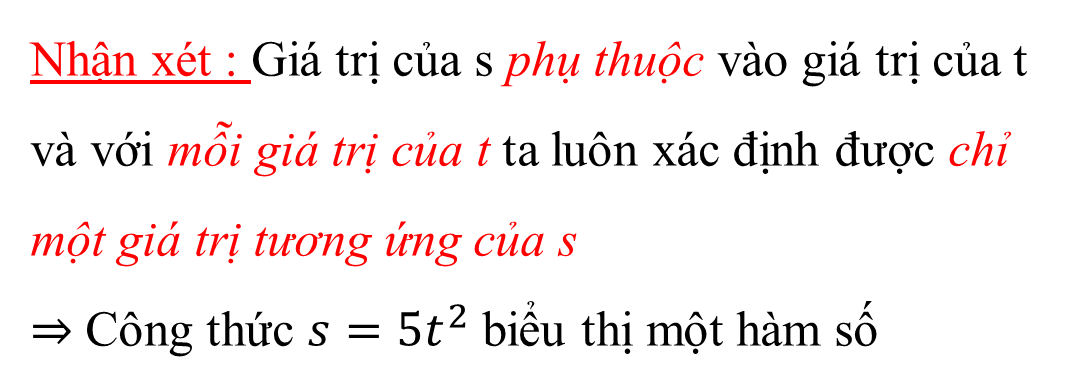 Nhận xét : Giá trị của s phụ thuộc vào giá trị của t
và với mỗi giá trị của t ta luôn xác định được chỉ
một giá trị tương ứng của s
⇒ Công thức 𝑠 = 5𝑡² biểu thị một hàm số